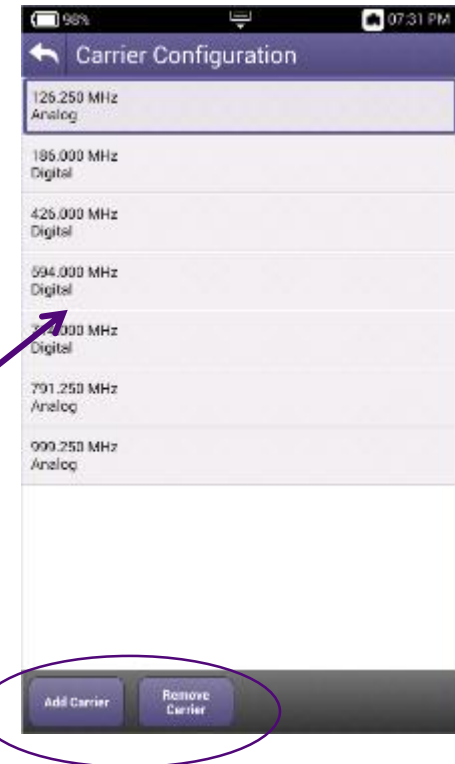 98%
07:31 PM
Carrier Configuration
126.250 MHz
Analog
186.000 MHz
Digital
426.000 MHz
Digital
594.000 MHz
Digital
000 MHz
Digital
791.250 MHz
Analog
999.250 MHz
Analog
Add Carrier
Remove
Carrier